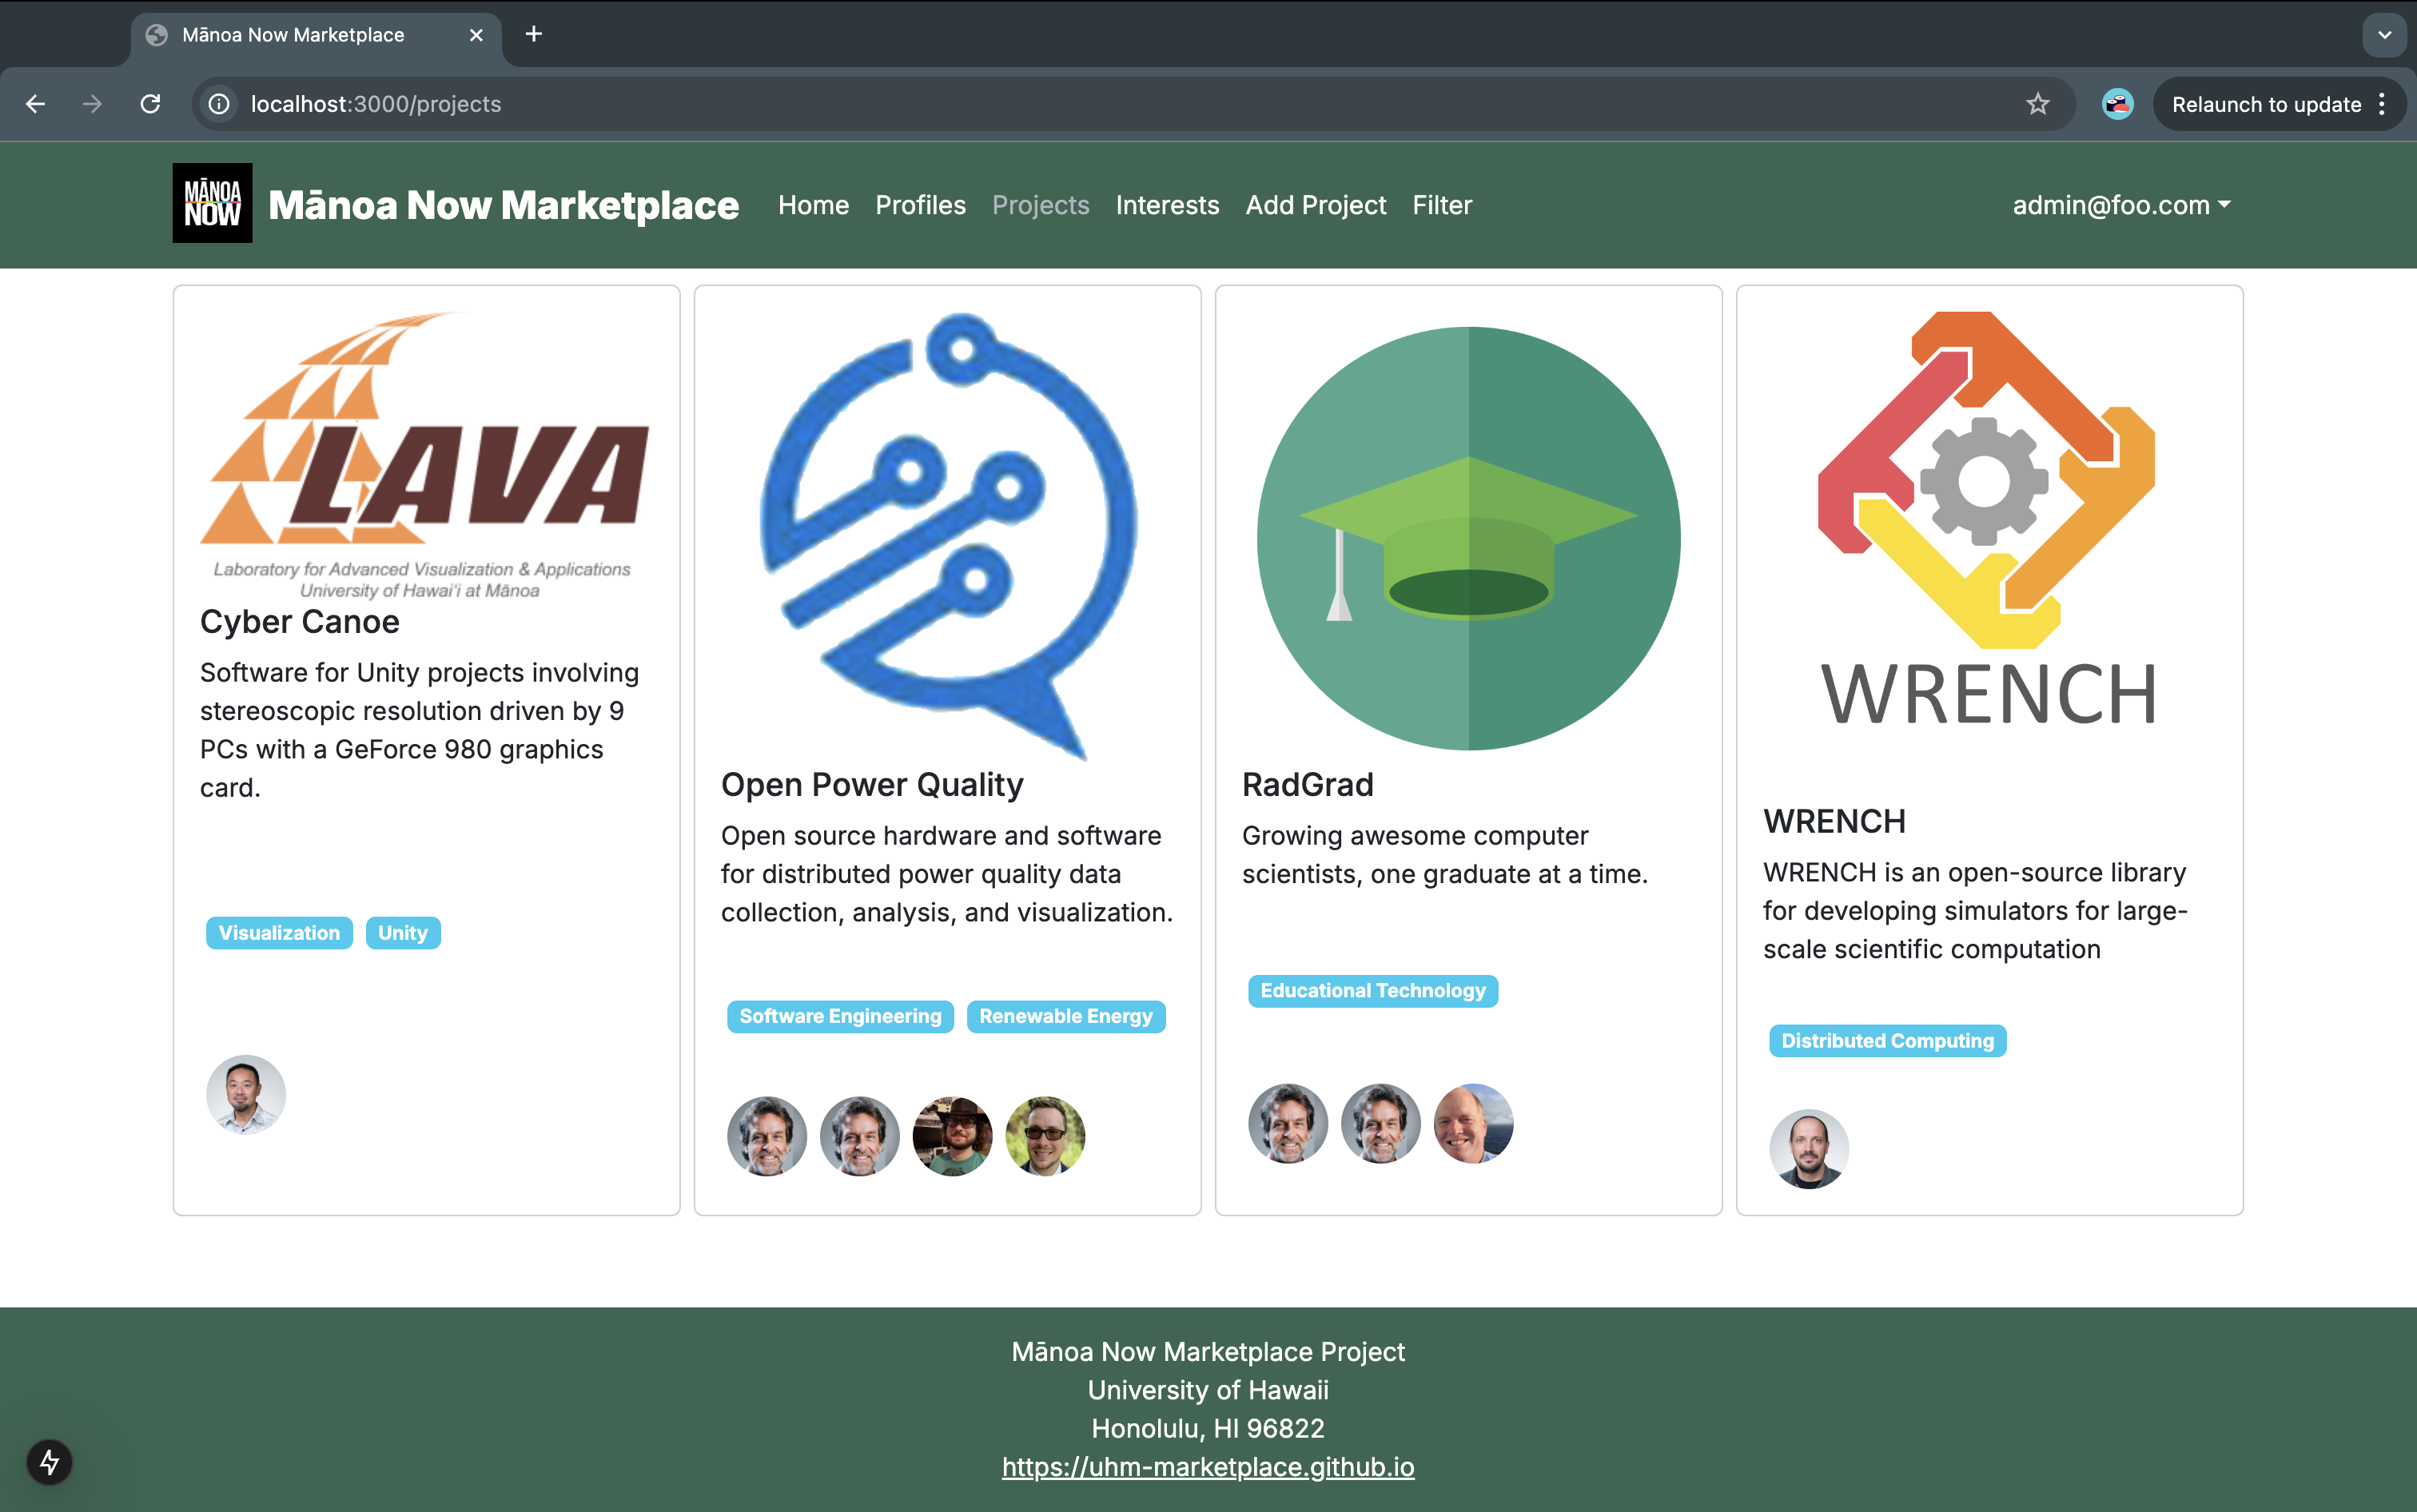 Mānoa Now Marketplace
localhost:3000/projects
Relaunch to update
MĀNOA
NOW
Mānoa Now Marketplace
Home
Profiles
Projects
Interests
Add Project
Filter
admin@foo.com
LAVA
Laboratory for Advanced Visualization & Applications
University of Hawai'i at Mānoa
Cyber Canoe
Software for Unity projects involving
stereoscopic resolution driven by 9
PCs with a GeForce 980 graphics
card.
Visualization
Unity
Open Power Quality
Open source hardware and software
for distributed power quality data
collection, analysis, and visualization.
Software Engineering
Renewable Energy
RadGrad
Growing awesome computer
scientists, one graduate at a time.
Educational Technology
WRENCH
WRENCH
WRENCH is an open-source library
for developing simulators for large-
scale scientific computation
Distributed Computing
Mānoa Now Marketplace Project
University of Hawaii
Honolulu, HI 96822
https://uhm-marketplace.github.io